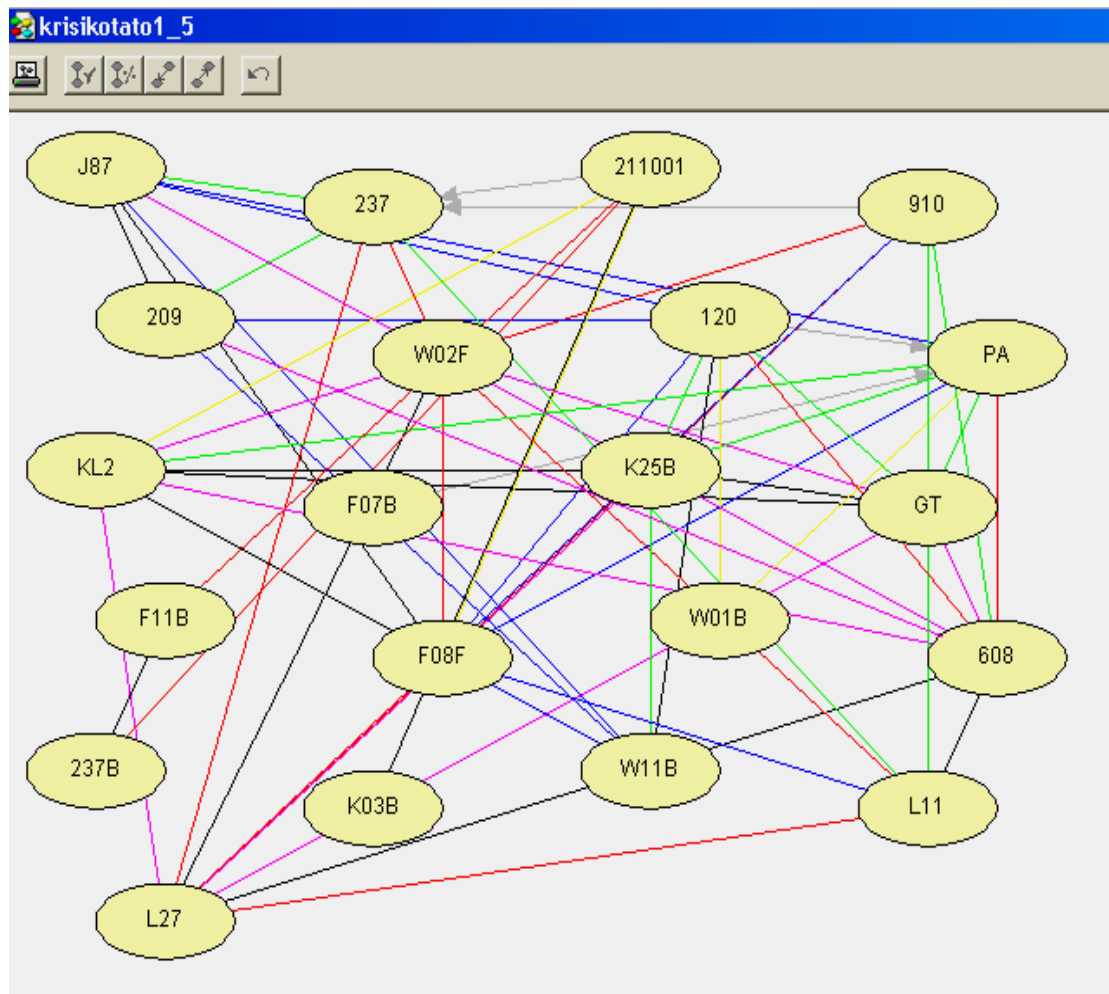 krisikotato1_5
J87
237
211001
910
209
W02F
120
PA
KL2
F07B
K25B
GT
F11B
F08F
W01B
608
237B
K03B
W11B
L11
L27